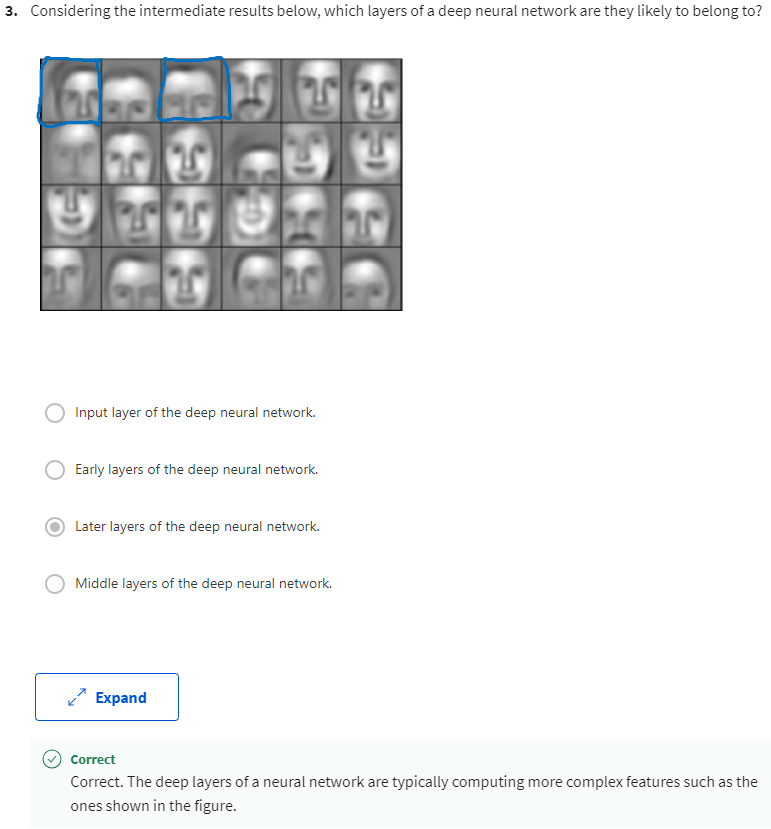 3. Considering the intermediate results below, which layers of a deep neural network are they likely to belong to?
Input layer of the deep neural network.
Early layers of the deep neural network.
Later layers of the deep neural network.
Middle layers of the deep neural network.
Expand
Correct
Correct. The deep layers of a neural network are typically computing more complex features such as the
ones shown in the figure.